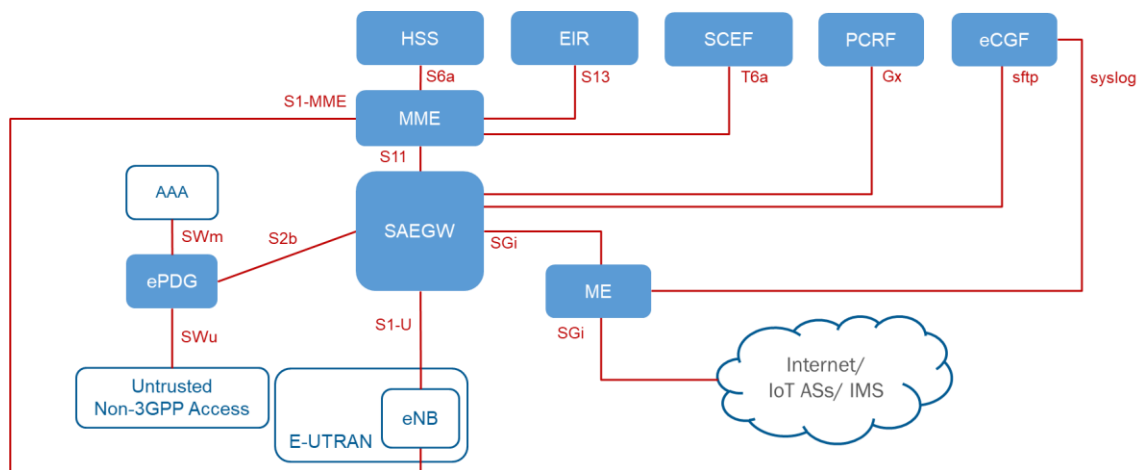 HSS
EIR
SCEF
PCRF
eCGF
S6a
S13
T6a
Gx
sftp
syslog
S1-MME
MME
S11
AAA
SWm
S2b
SAEGW
SGi
ePDG
ME
SWu
S1-U
SGi
Untrusted
Non-3GPP Access
eNB
E-UTRAN
Internet/
IoT ASs/ IMS